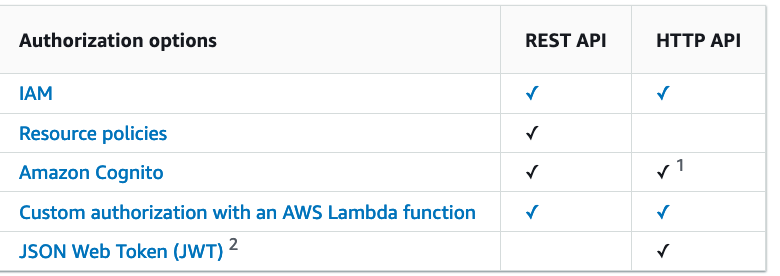 Authorization options REST API HTTP API
IAM ✓ ✓
Resource policies ✓
Amazon Cognito ✓ ✓ 1
Custom authorization with an AWS Lambda function ✓ ✓
JSON Web Token (JWT) 2 ✓